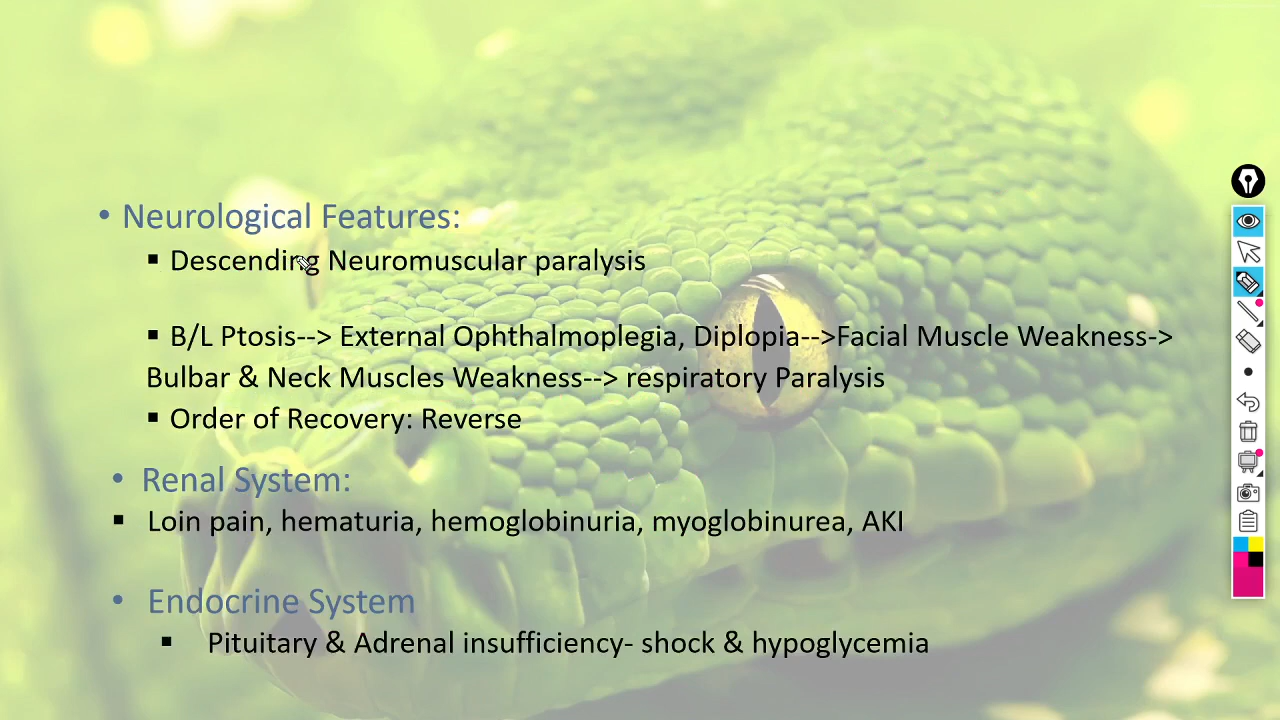 • Neurological Features:
▪ Descending Neuromuscular paralysis
▪ B/L Ptosis--> External Ophthalmoplegia, Diplopia-->Facial Muscle Weakness->
Bulbar & Neck Muscles Weakness--> respiratory Paralysis
▪ Order of Recovery: Reverse
• Renal System:
▪ Loin pain, hematuria, hemoglobinuria, myoglobinurea, AKI
• Endocrine System
▪ Pituitary & Adrenal insufficiency- shock & hypoglycemia